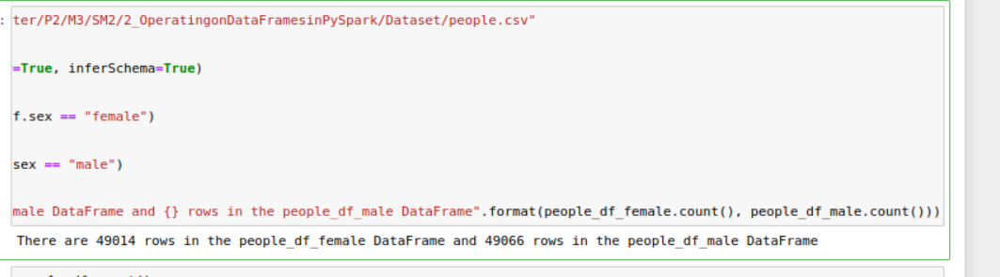 : ter/P2/M3/SM2/2_OperatingonDataFramesinPySpark/Dataset/people.csv"
=True, inferSchema=True)
f.sex == "female")
sex == "male")
male DataFrame and {} rows in the people_df_male DataFrame".format(people_df_female.count(), people_df_male.count()))
There are 49014 rows in the people_df_female DataFrame and 49066 rows in the people_df_male DataFrame